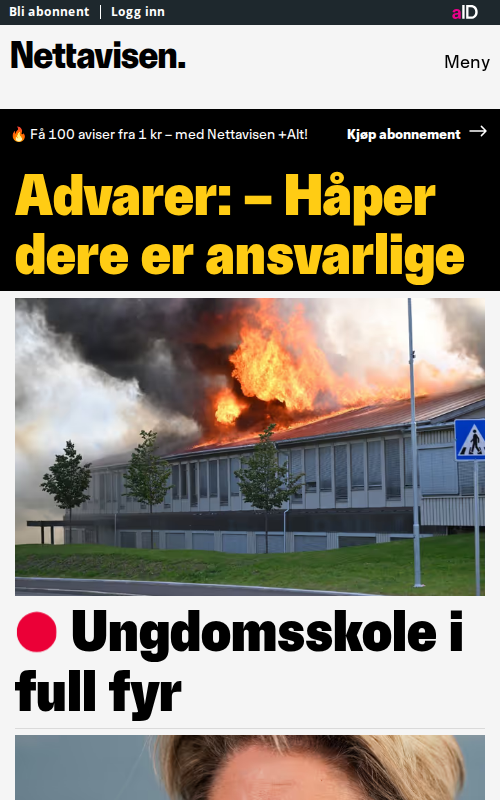 Bli abonnent | Logg inn
aID
Nettavisen.
Meny
🔥 Få 100 aviser fra 1 kr – med Nettavisen +Alt!
Kjøp abonnement →
Advarer: – Håper
dere er ansvarlige
Ungdomsskole i
full fyr